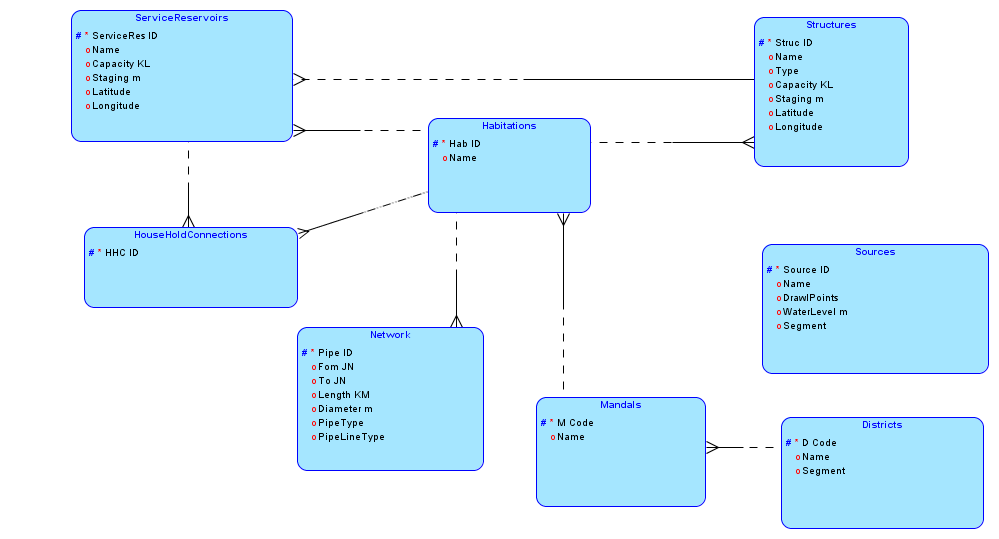 ServiceReservoirs
# * ServiceRes ID
o Name
o Capacity KL
o Staging m
o Latitude
o Longitude
Structures
# * Struc ID
o Name
o Type
o Capacity KL
o Staging m
o Latitude
o Longitude
Habitations
# * Hab ID
o Name
HouseHoldConnections
# * HHC ID
Sources
# * Source ID
o Name
o DrawlPoints
o WaterLevel m
o Segment
Network
# * Pipe ID
o Fom JN
o To JN
o Length KM
o Diameter m
o PipeType
o PipeLineType
Mandals
# * M Code
o Name
Districts
# * D Code
o Name
o Segment